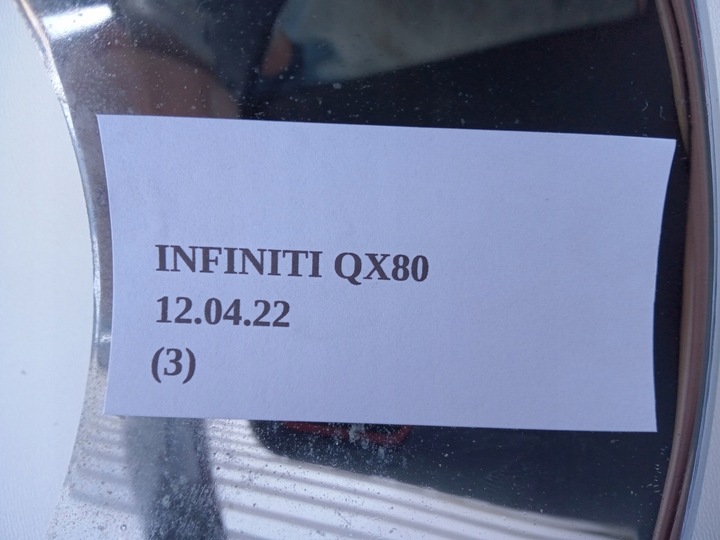 INFINITI QX80
12.04.22
(3)